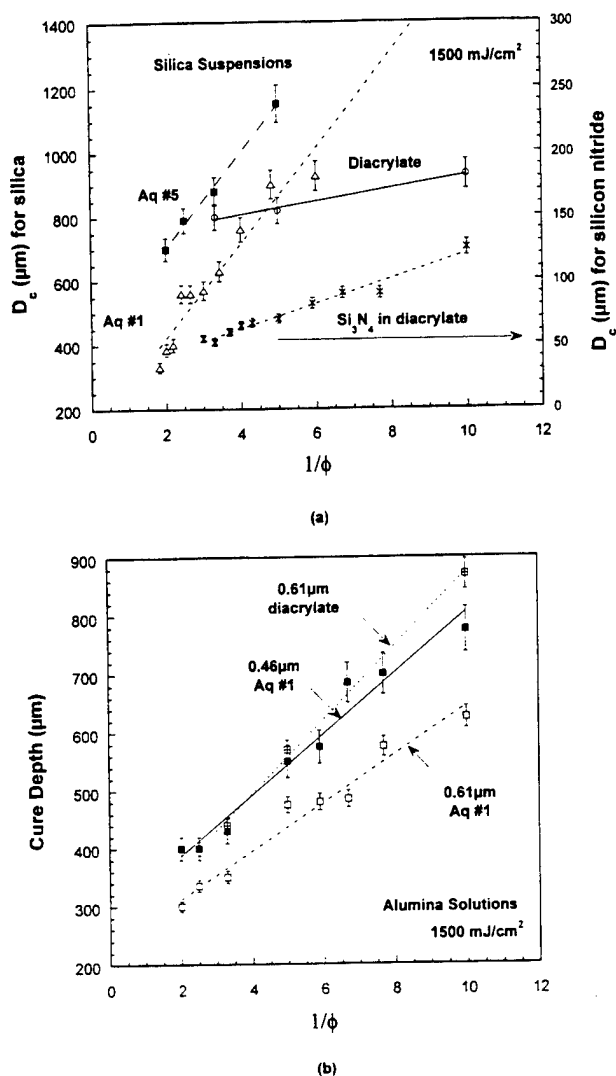 1400
1200
1000
800
600
400
200
300
250
200
150
100
50
0
0
2
4
6
8
10
12
D_c (µm) for silica
D_c (µm) for silicon nitride
1/ϕ
Silica Suspensions
1500 mJ/cm²
Aq #5
Diacrylate
Aq #1
Si₃N₄ in diacrylate
(a)
900
800
700
600
500
400
300
200
0
2
4
6
8
10
12
Cure Depth (µm)
1/ϕ
0.61µm
diacrylate
0.46µm
Aq #1
0.61µm
Aq #1
Alumina Solutions
1500 mJ/cm²
(b)